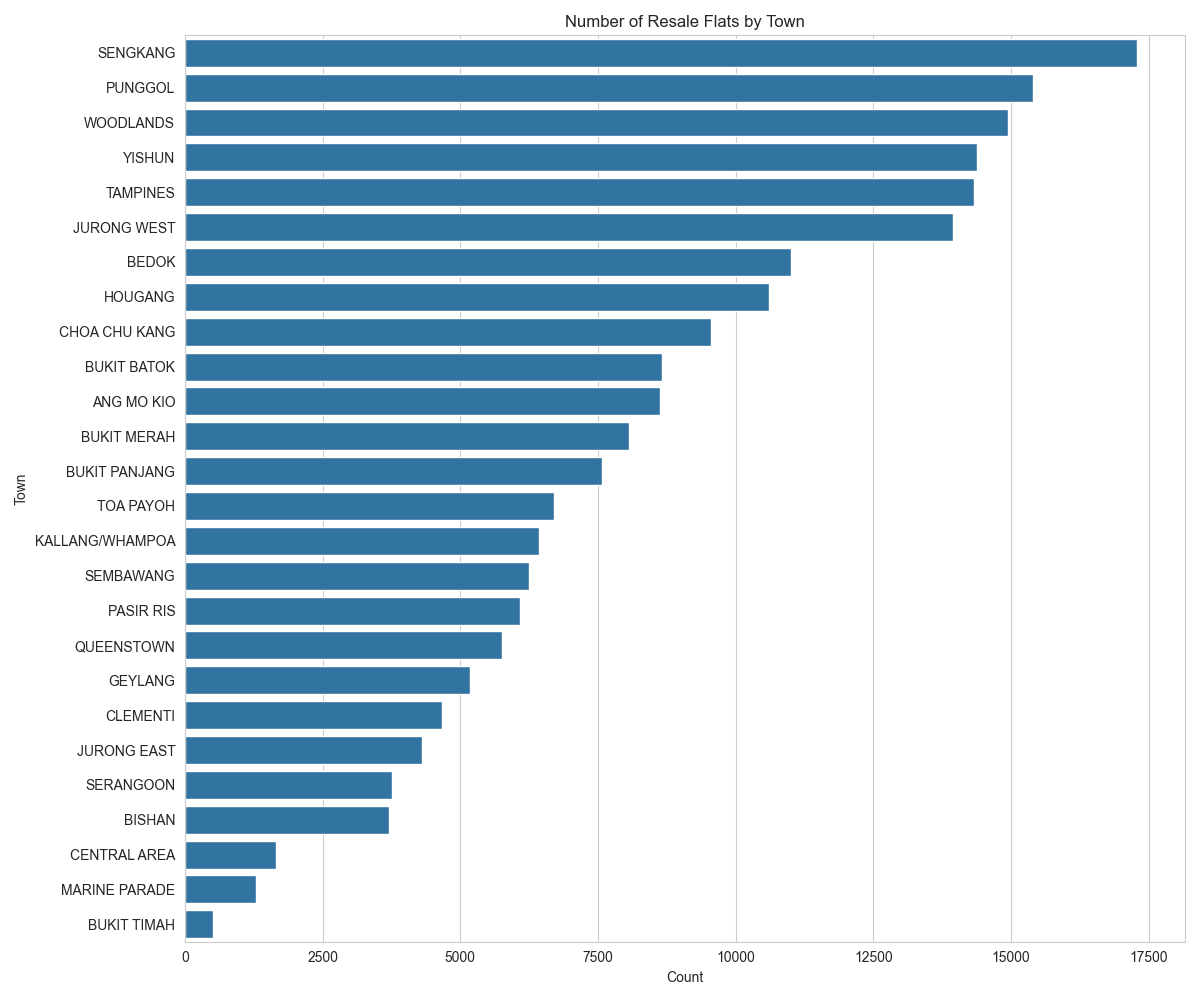 Number of Resale Flats by Town
SENGKANG
PUNGGOL
WOODLANDS
YISHUN
TAMPINES
JURONG WEST
BEDOK
HOUGANG
CHOA CHU KANG
BUKIT BATOK
ANG MO KIO
BUKIT MERAH
BUKIT PANJANG
TOA PAYOH
KALLANG/WHAMPOA
SEMBAWANG
PASIR RIS
QUEENSTOWN
GEYLANG
CLEMENTI
JURONG EAST
SERANGOON
BISHAN
CENTRAL AREA
MARINE PARADE
BUKIT TIMAH
Town
0 2500 5000 7500 10000 12500 15000 17500
Count